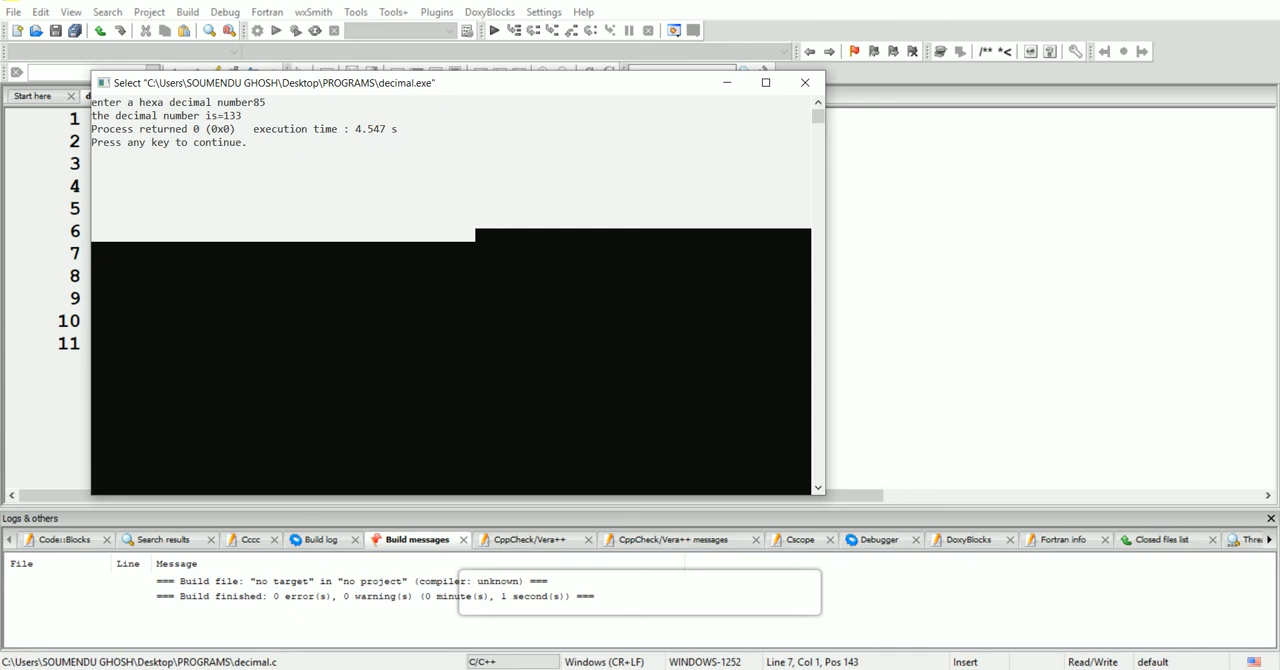 File Edit View Search Project Build Debug Fortran wxSmith Tools Tools+ Plugins DoxyBlocks Settings Help
/** *<
Start here
Select "C:\Users\SOUMENDU GHOSH\Desktop\PROGRAMS\decimal.exe"
enter a hexa decimal number85
the decimal number is=133
Process returned 0 (0x0) execution time : 4.547 s
Press any key to continue.
1
2
3
4
5
6
7
8
9
10
11
Logs & others
Code::Blocks Search results Cccc Build log Build messages CppCheck/Vera++ CppCheck/Vera++ messages Cscope Debugger DoxyBlocks Fortran info Closed files list Threa
File Line Message
=== Build file: "no target" in "no project" (compiler: unknown) ===
=== Build finished: 0 error(s), 0 warning(s) (0 minute(s), 1 second(s)) ===
C:\Users\SOUMENDU GHOSH\Desktop\PROGRAMS\decimal.c C/C++ Windows (CR+LF) WINDOWS-1252 Line 7, Col 1, Pos 143 Insert Read/Write default